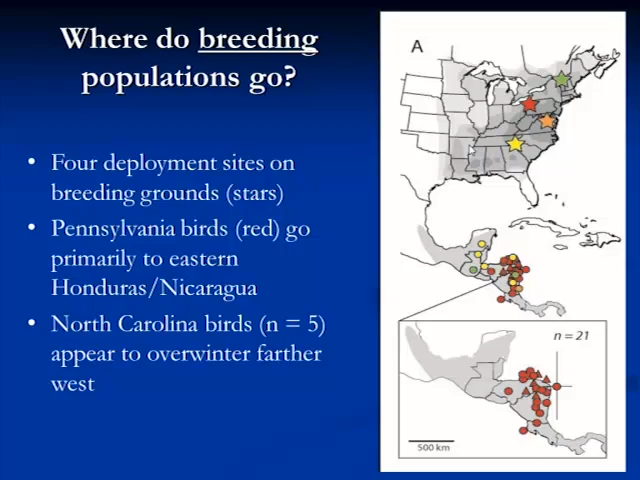 Where do breeding
populations go?
• Four deployment sites on
breeding grounds (stars)
• Pennsylvania birds (red) go
primarily to eastern
Honduras/Nicaragua
• North Carolina birds (n = 5)
appear to overwinter farther
west
A
n = 21
500 km